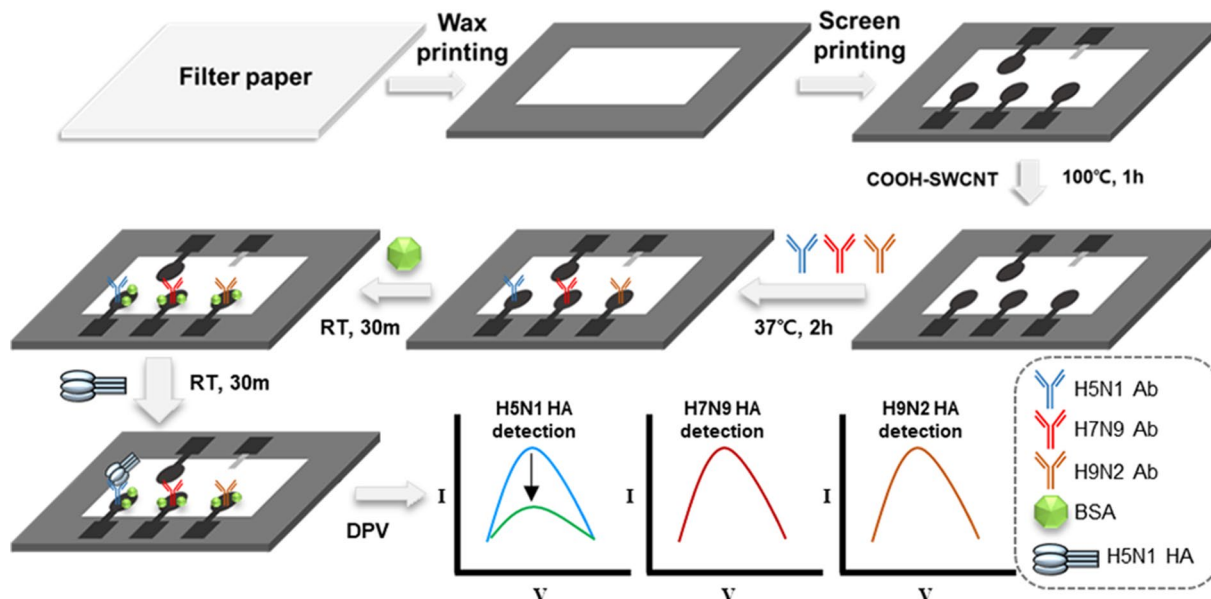 Filter paper
Wax
printing
Screen
printing
COOH-SWCNT
100℃, 1h
37℃, 2h
RT, 30m
RT, 30m
DPV
H5N1 HA
detection
I
V
H7N9 HA
detection
I
V
H9N2 HA
detection
I
V
H5N1 Ab
H7N9 Ab
H9N2 Ab
BSA
H5N1 HA